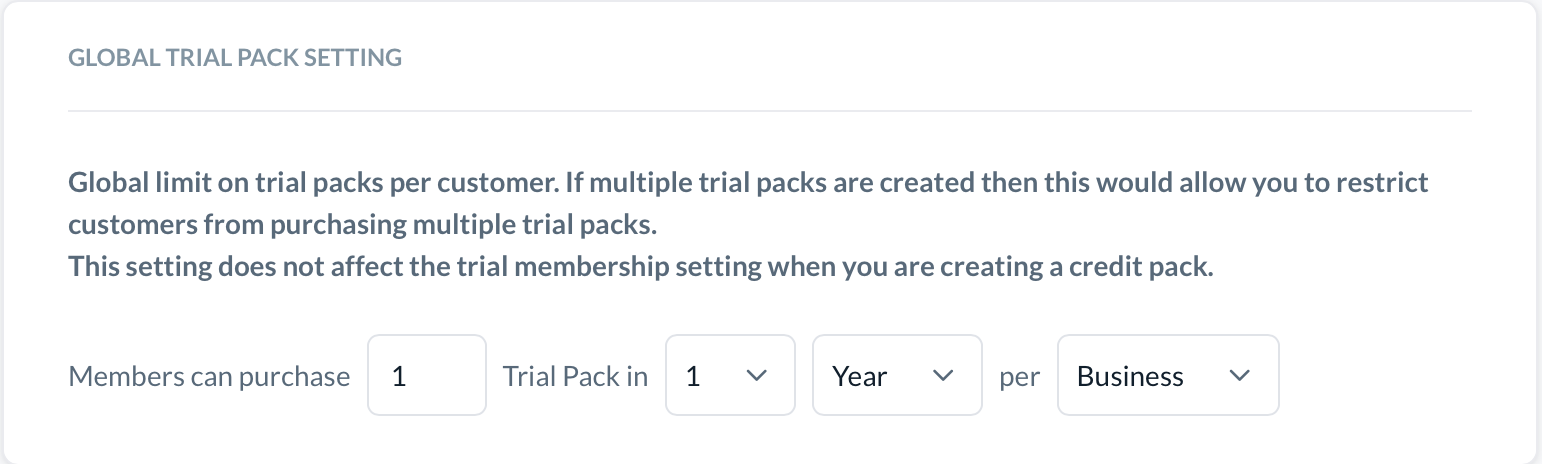 GLOBAL TRIAL PACK SETTING
Global limit on trial packs per customer. If multiple trial packs are created then this would allow you to restrict
customers from purchasing multiple trial packs.
This setting does not affect the trial membership setting when you are creating a credit pack.
Members can purchase 1 Trial Pack in 1 Year per Business